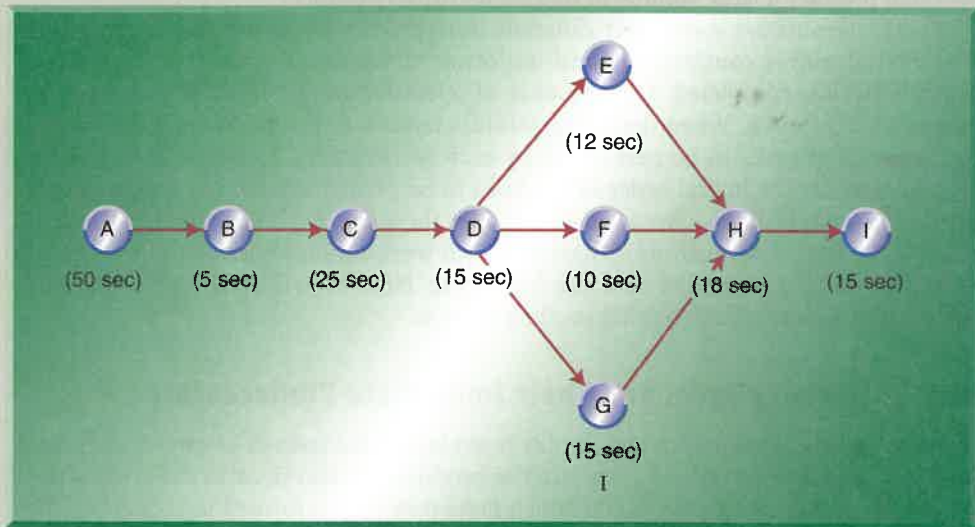 E
(12 sec)
A B C D F H I
(50 sec) (5 sec) (25 sec) (15 sec) (10 sec) (18 sec) (15 sec)
G
(15 sec)
I